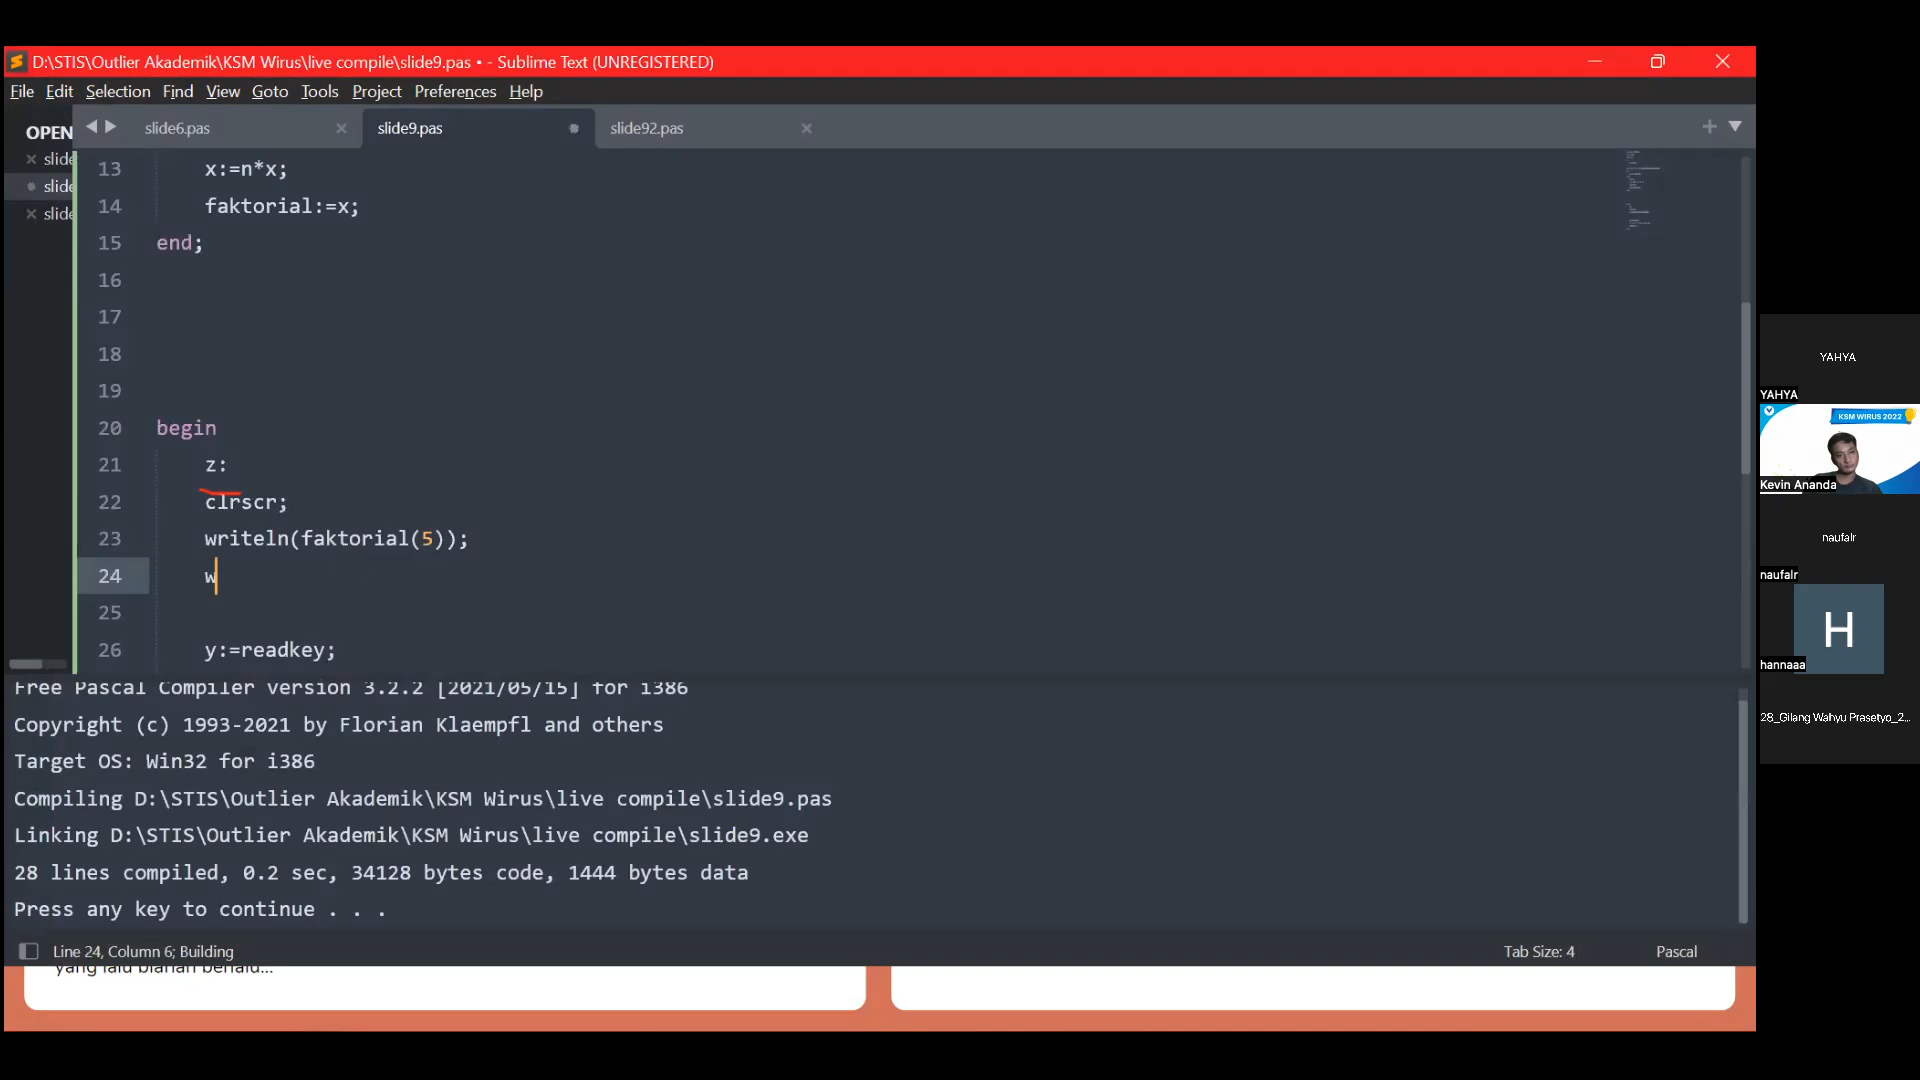 D:\STIS\Outlier Akademik\KSM Wirus\live compile\slide9.pas • - Sublime Text (UNREGISTERED)
File Edit Selection Find View Goto Tools Project Preferences Help
OPEN
slide
slide
slide
slide6.pas
slide9.pas
slide92.pas
13 x:=n*x;
14 faktorial:=x;
15 end;
16
17
18
19
20 begin
21 z:
22 clrscr;
23 writeln(faktorial(5));
24 w
25
26 y:=readkey;
Free Pascal Compiler version 3.2.2 [2021/05/15] for i386
Copyright (c) 1993-2021 by Florian Klaempfl and others
Target OS: Win32 for i386
Compiling D:\STIS\Outlier Akademik\KSM Wirus\live compile\slide9.pas
Linking D:\STIS\Outlier Akademik\KSM Wirus\live compile\slide9.exe
28 lines compiled, 0.2 sec, 34128 bytes code, 1444 bytes data
Press any key to continue . . .
Line 24, Column 6; Building
Tab Size: 4
Pascal
yang lalu biarlah berlalu...
YAHYA
YAHYA
KSM WIRUS 2022
Kevin Ananda
naufalr
naufalr
H
hannaaa
28_Gilang Wahyu Prasetyo_2...